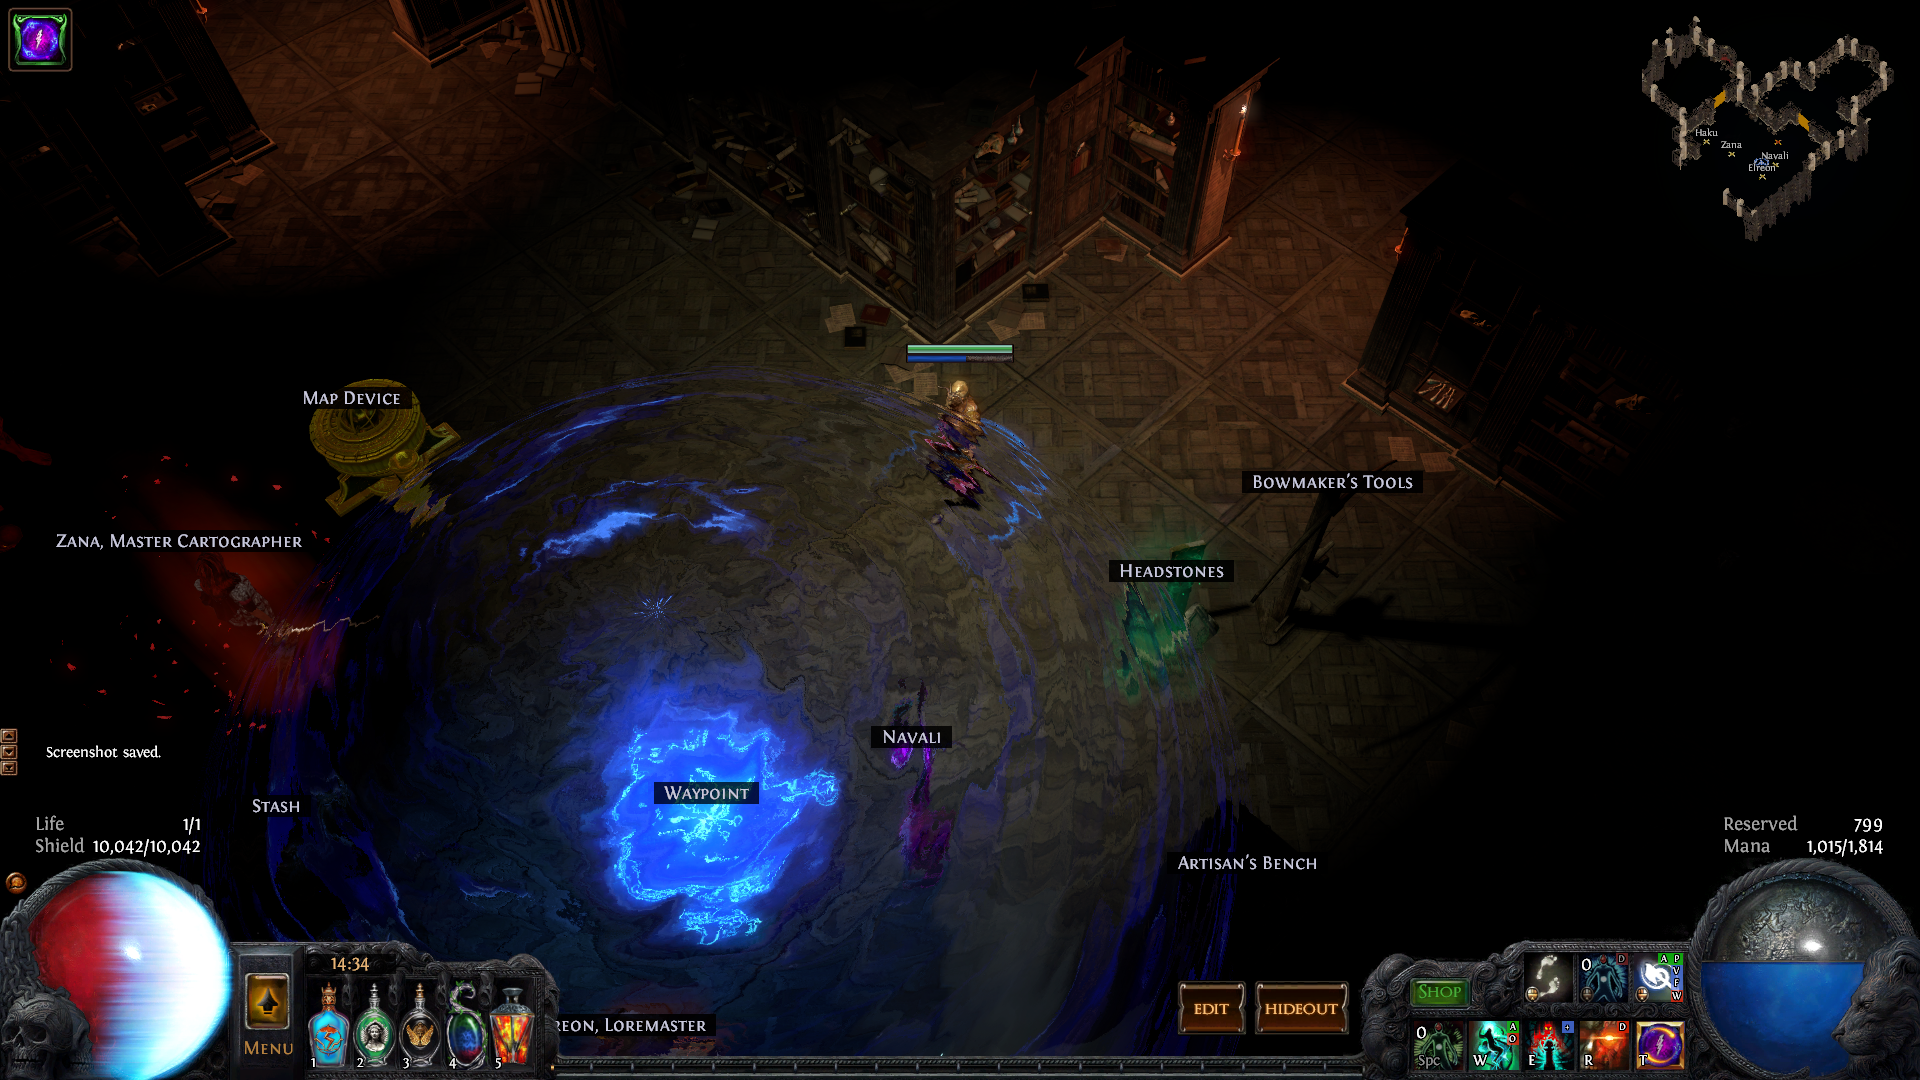 Haku
Zana
Navali
Elreon
Map Device
Bowmaker's Tools
Zana, Master Cartographer
Headstones
Navali
Screenshot saved.
Waypoint
Stash
Life 1/1
Shield 10,042/10,042
Reserved 799
Mana 1,015/1,814
Artisan's Bench
14:34
Menu
1 2 3 4 5
reon, Loremaster
Edit
Hideout
Shop
0 D A P V E W
0 Spc W A O E + R D T